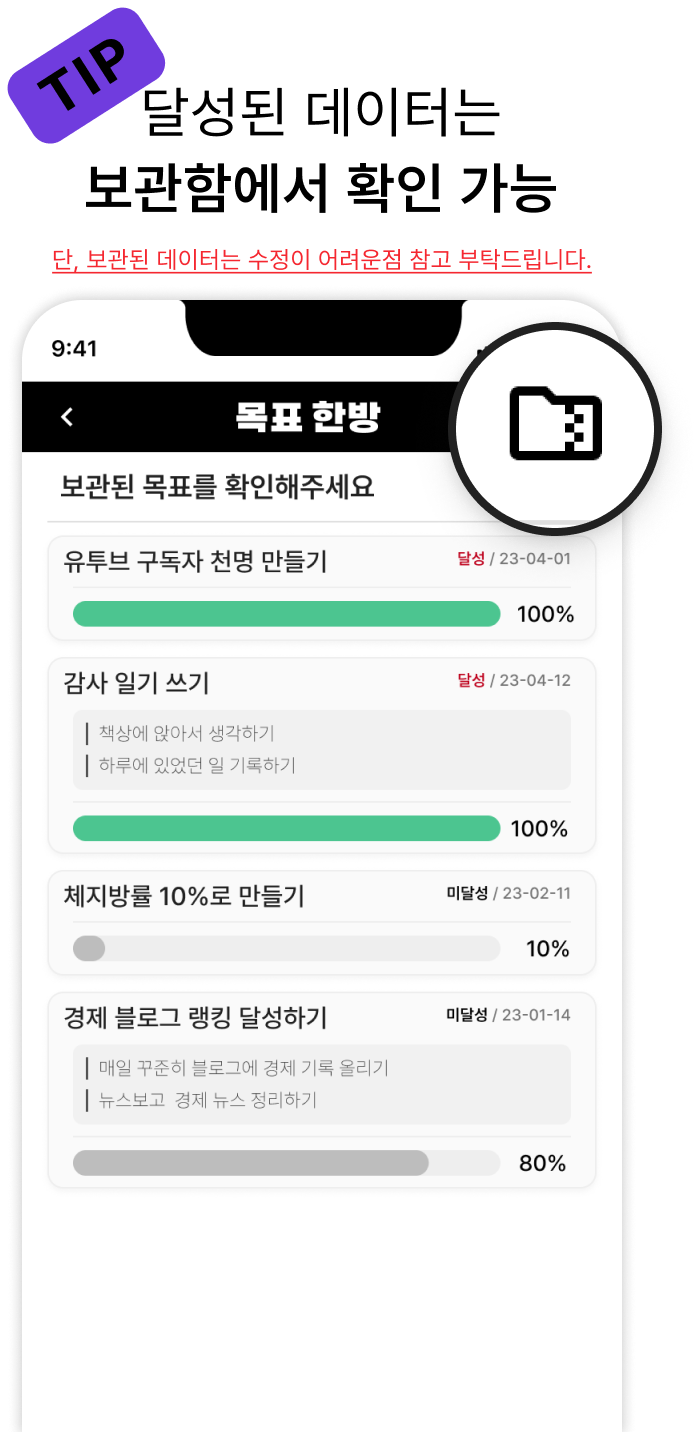 TIP
달성된 데이터는
보관함에서 확인 가능
단, 보관된 데이터는 수정이 어려운점 참고 부탁드립니다.
9:41
목표 한방
보관된 목표를 확인해주세요
유투브 구독자 천명 만들기 달성 / 23-04-01
100%
감사 일기 쓰기 달성 / 23-04-12
책상에 앉아서 생각하기
하루에 있었던 일 기록하기
100%
체지방률 10%로 만들기 미달성 / 23-02-11
10%
경제 블로그 랭킹 달성하기 미달성 / 23-01-14
매일 꾸준히 블로그에 경제 기록 올리기
뉴스보고 경제 뉴스 정리하기
80%